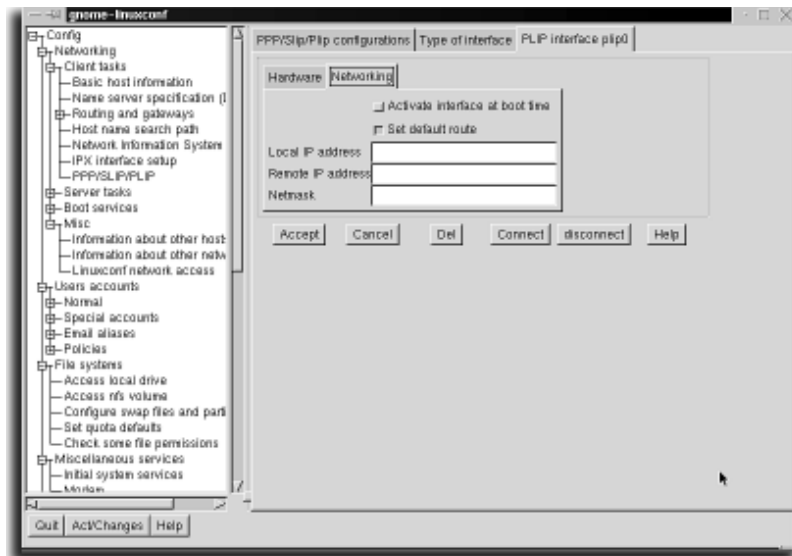 gnome-linuxconf
Config
Networking
Client tasks
Basic host information
Name server specification (
Routing and gateways
Host name search path
Network Information System
IPX interface setup
PPP/SLIP/PLIP
Server tasks
Boot services
Misc
Information about other host
Information about other netw
Linuxconf network access
Users accounts
Normal
Special accounts
Email aliases
Policies
File systems
Access local drive
Access nfs volume
Configure swap files and parti
Set quota defaults
Check some file permissions
Miscellaneous services
Initial system services
Modem
Quit Act/Changes Help
PPP/Slip/Plip configurations Type of interface PLIP interface plip0
Hardware Networking
Activate interface at boot time
Set default route
Local IP address
Remote IP address
Netmask
Accept Cancel Del Connect disconnect Help